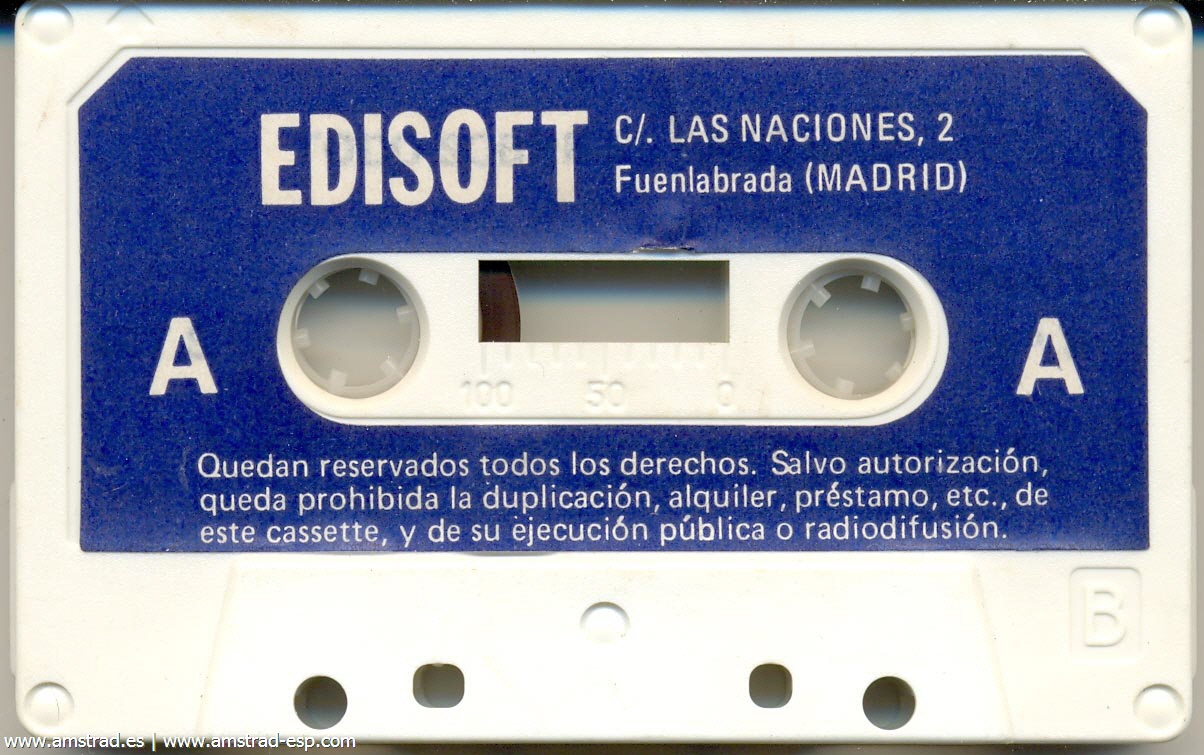 EDISOFT
C/. LAS NACIONES, 2
Fuenlabrada (MADRID)
A
A
100 50 0
Quedan reservados todos los derechos. Salvo autorización,
queda prohibida la duplicación, alquiler, préstamo, etc., de
este cassette, y de su ejecución pública o radiodifusión.
B
www.amstrad.es | www.amstrad-esp.com